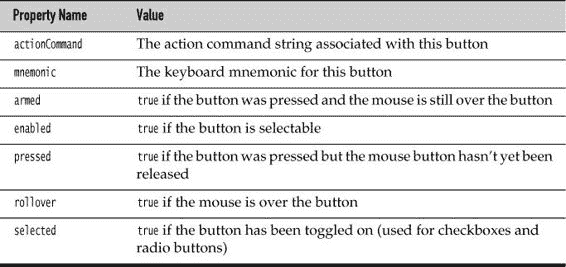 Property Name Value
actionCommand The action command string associated with this button
mnemonic The keyboard mnemonic for this button
armed true if the button was pressed and the mouse is still over the button
enabled true if the button is selectable
pressed true if the button was pressed but the mouse button hasn't yet been
released
rollover true if the mouse is over the button
selected true if the button has been toggled on (used for checkboxes and
radio buttons)